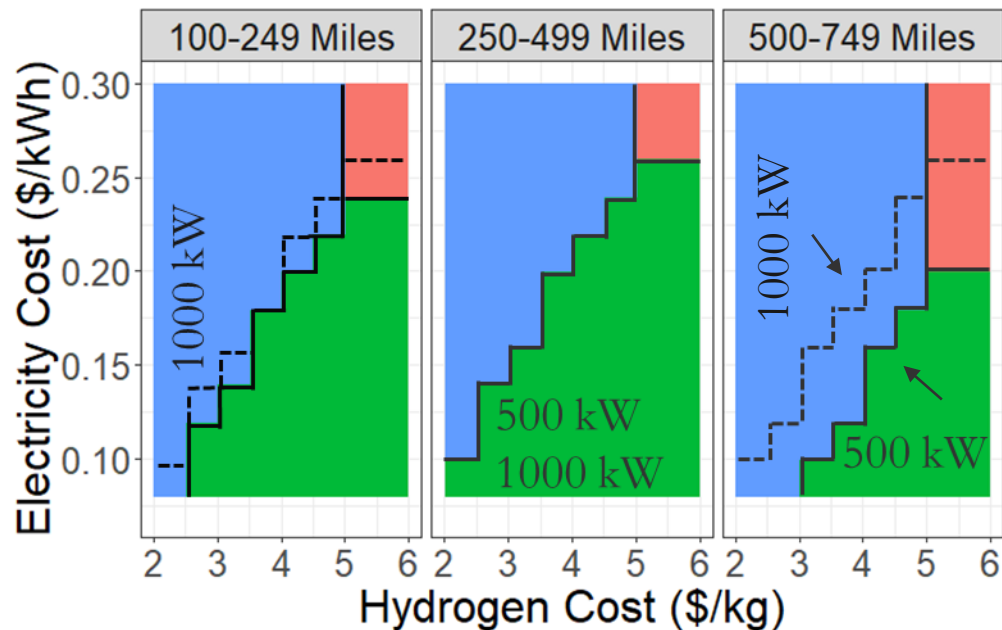 100-249 Miles
250-499 Miles
500-749 Miles
Electricity Cost ($/kWh)
0.30
0.25
0.20
0.15
0.10
1000 kW
500 kW
1000 kW
1000 kW
500 kW
2 3 4 5 6
2 3 4 5 6
2 3 4 5 6
Hydrogen Cost ($/kg)